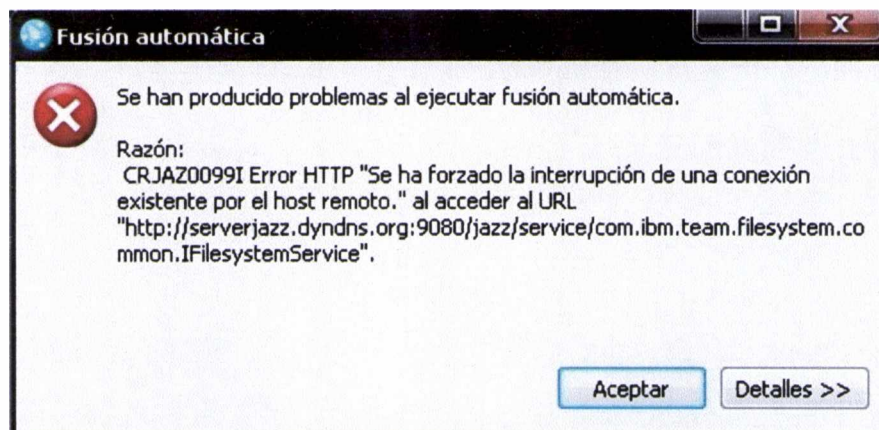 Fusión automática
Se han producido problemas al ejecutar fusión automática.
Razón:
CRJAZ0099I Error HTTP "Se ha forzado la interrupción de una conexión
existente por el host remoto." al acceder al URL
"http://serverjazz.dyndns.org:9080/jazz/service/com.ibm.team.filesystem.co
mmon.IFilesystemService".
Aceptar
Detalles >>